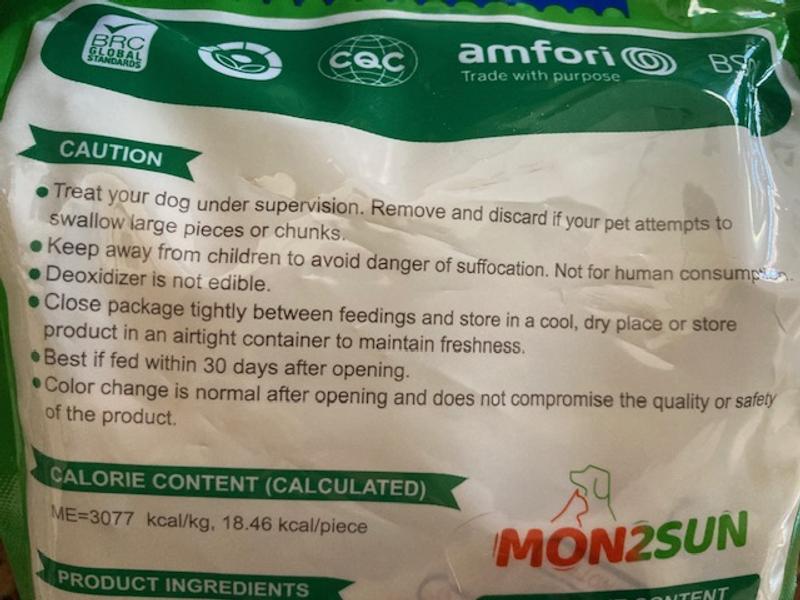 BRC
GLOBAL
STANDARDS
CQC
amfori
Trade with purpose
CAUTION
Treat your dog under supervision. Remove and discard if your pet attempts to
swallow large pieces or chunks.
Keep away from children to avoid danger of suffocation. Not for human
Deoxidizer is not edible.
Close package tightly between feedings and store in a cool, dry place or store
product in an airtight container to maintain freshness.
Best if fed within 30 days after opening.
Color change is normal after opening and does not compromise the quality or safety
of the product.
CALORIE CONTENT (CALCULATED)
ME=3077 kcal/kg, 18.46 kcal/piece
MON2SUN
PRODUCT INGREDIENTS
CONTENT